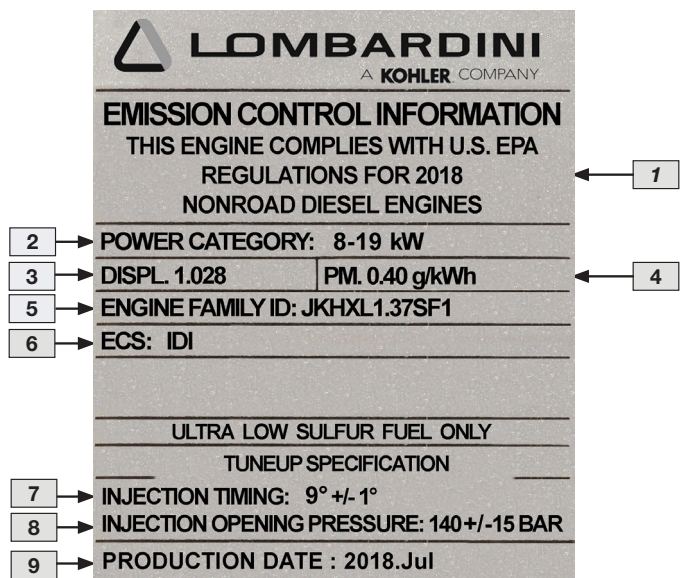 LOMBARDINI
A KOHLER COMPANY
EMISSION CONTROL INFORMATION
THIS ENGINE COMPLIES WITH U.S. EPA
REGULATIONS FOR 2018
NONROAD DIESEL ENGINES
1
2
POWER CATEGORY: 8-19 kW
3
DISPL. 1.028 PM. 0.40 g/kWh
4
5
ENGINE FAMILY ID: JKHXL1.37SF1
6
ECS: IDI
ULTRA LOW SULFUR FUEL ONLY
TUNEUP SPECIFICATION
7
INJECTION TIMING: 9° +/- 1°
8
INJECTION OPENING PRESSURE: 140+/-15 BAR
9
PRODUCTION DATE : 2018.Jul